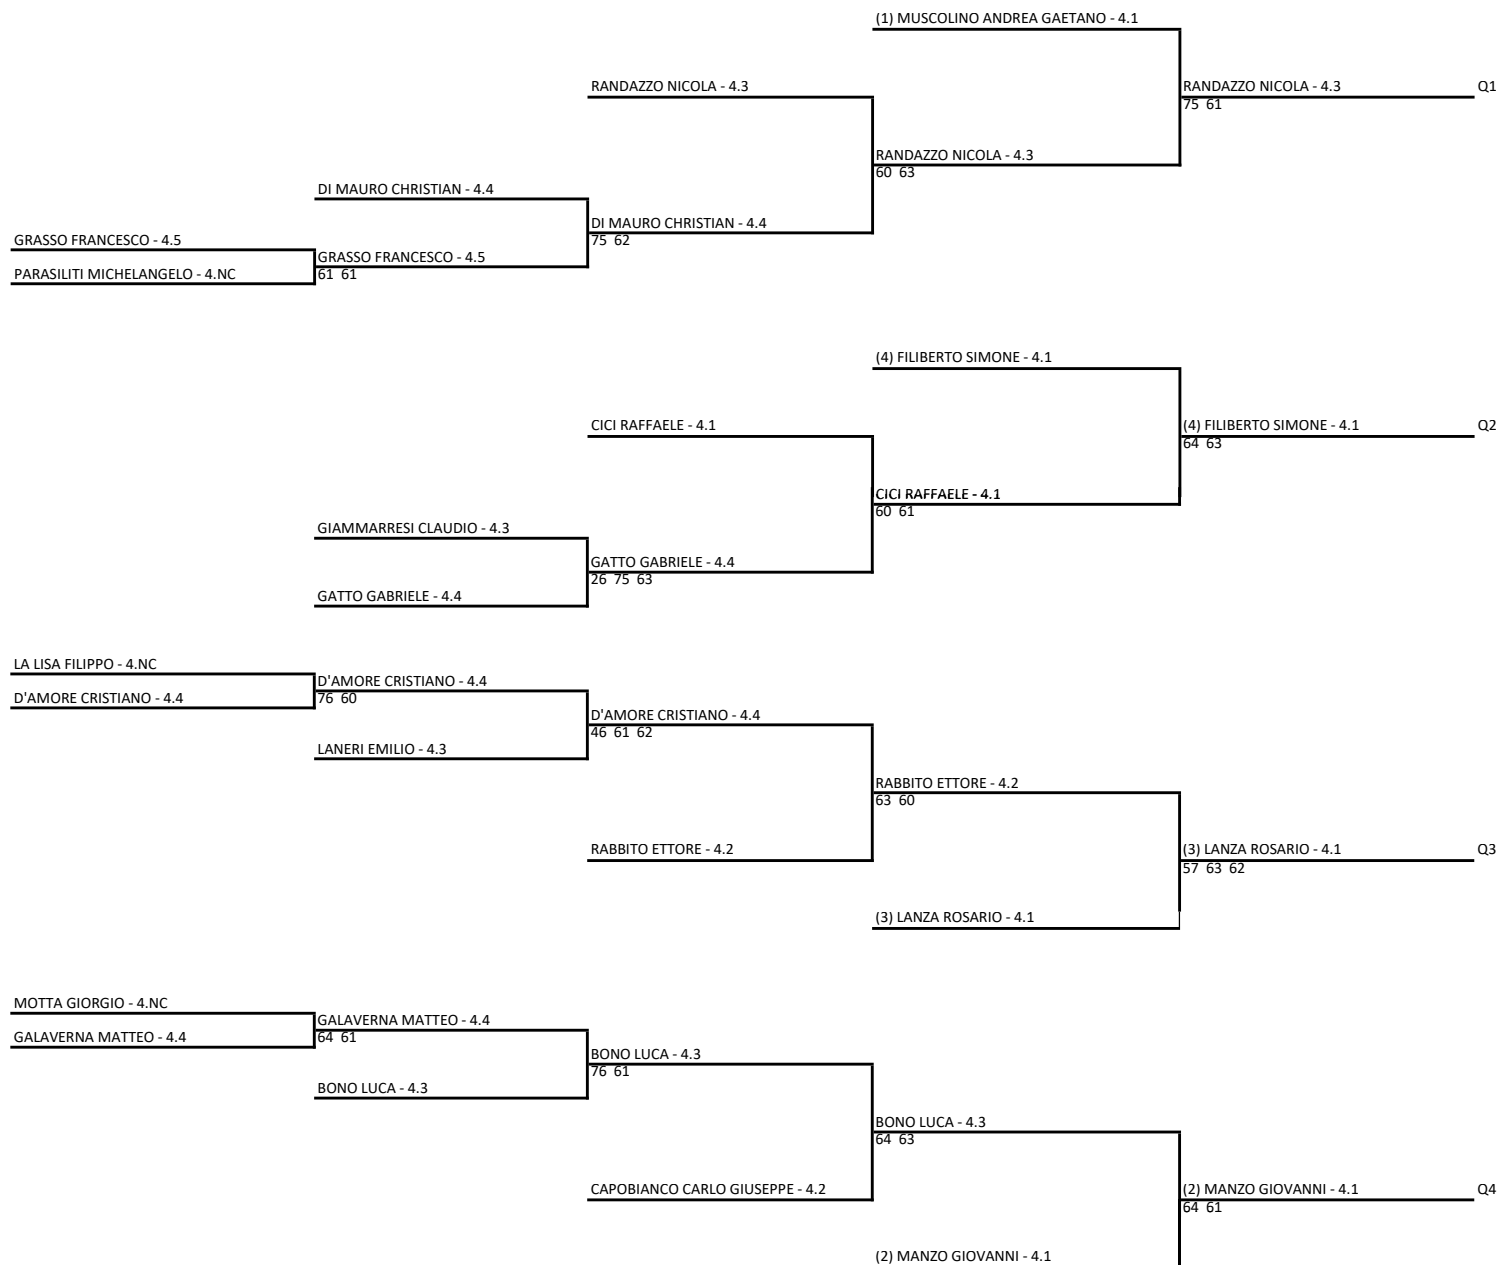 (1) MUSCOLINO ANDREA GAETANO - 4.1
RANDAZZO NICOLA - 4.3
RANDAZZO NICOLA - 4.3
Q1
75 61
RANDAZZO NICOLA - 4.3
60 63
DI MAURO CHRISTIAN - 4.4
DI MAURO CHRISTIAN - 4.4
75 62
GRASSO FRANCESCO - 4.5
GRASSO FRANCESCO - 4.5
61 61
PARASILITI MICHELANGELO - 4.NC
(4) FILIBERTO SIMONE - 4.1
CICI RAFFAELE - 4.1
(4) FILIBERTO SIMONE - 4.1
Q2
64 63
CICI RAFFAELE - 4.1
60 61
GIAMMARRESI CLAUDIO - 4.3
GATTO GABRIELE - 4.4
26 75 63
GATTO GABRIELE - 4.4
LA LISA FILIPPO - 4.NC
D'AMORE CRISTIANO - 4.4
76 60
D'AMORE CRISTIANO - 4.4
D'AMORE CRISTIANO - 4.4
46 61 62
LANERI EMILIO - 4.3
RABBITO ETTORE - 4.2
63 60
RABBITO ETTORE - 4.2
(3) LANZA ROSARIO - 4.1
Q3
57 63 62
(3) LANZA ROSARIO - 4.1
MOTTA GIORGIO - 4.NC
GALAVERNA MATTEO - 4.4
64 61
GALAVERNA MATTEO - 4.4
BONO LUCA - 4.3
76 61
BONO LUCA - 4.3
BONO LUCA - 4.3
64 63
CAPOBIANCO CARLO GIUSEPPE - 4.2
(2) MANZO GIOVANNI - 4.1
Q4
64 61
(2) MANZO GIOVANNI - 4.1